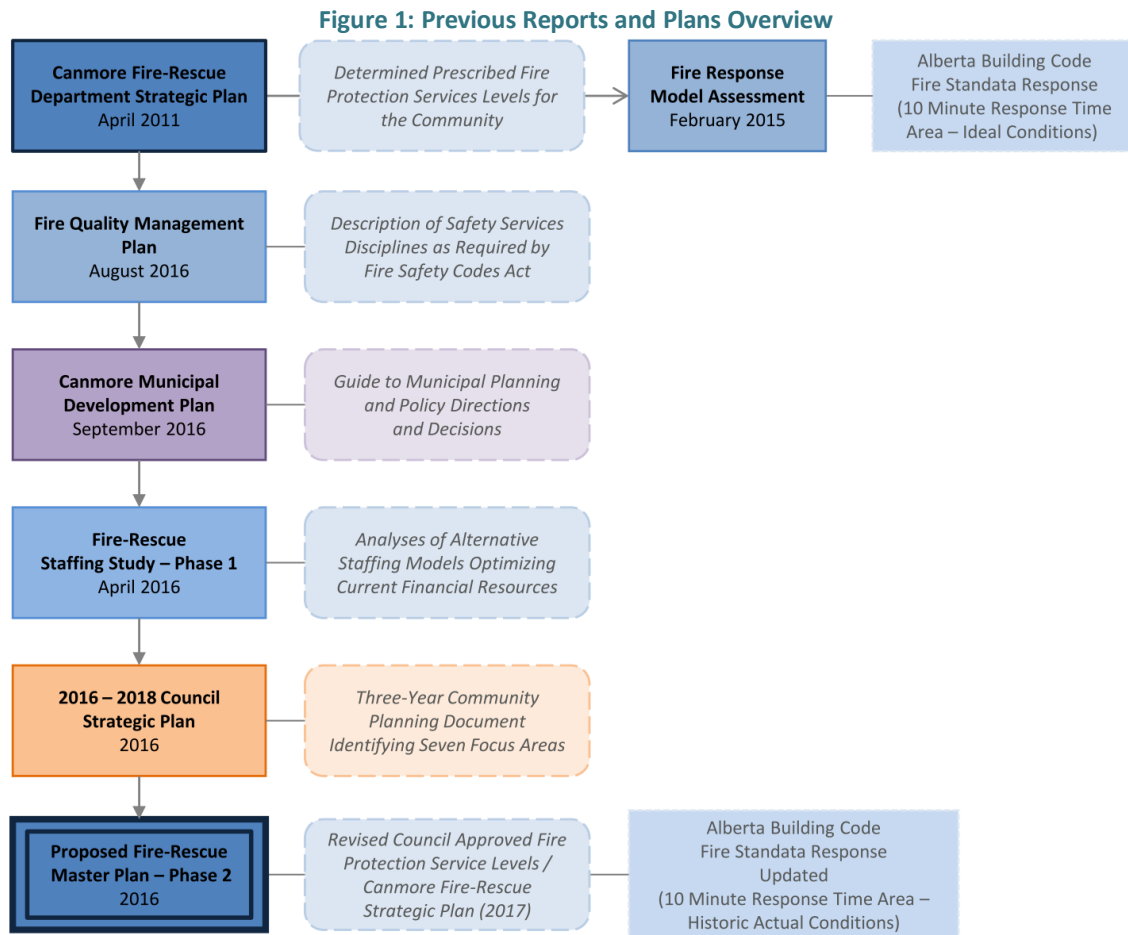 Figure 1: Previous Reports and Plans Overview
Canmore Fire-Rescue
Department Strategic Plan
April 2011
Determined Prescribed Fire
Protection Services Levels for
the Community
Fire Response
Model Assessment
February 2015
Alberta Building Code
Fire Standata Response
(10 Minute Response Time
Area – Ideal Conditions)
Fire Quality Management
Plan
August 2016
Description of Safety Services
Disciplines as Required by
Fire Safety Codes Act
Canmore Municipal
Development Plan
September 2016
Guide to Municipal Planning
and Policy Directions
and Decisions
Fire-Rescue
Staffing Study – Phase 1
April 2016
Analyses of Alternative
Staffing Models Optimizing
Current Financial Resources
2016 – 2018 Council
Strategic Plan
2016
Three-Year Community
Planning Document
Identifying Seven Focus Areas
Proposed Fire-Rescue
Master Plan – Phase 2
2016
Revised Council Approved Fire
Protection Service Levels /
Canmore Fire-Rescue
Strategic Plan (2017)
Alberta Building Code
Fire Standata Response
Updated
(10 Minute Response Time Area –
Historic Actual Conditions)